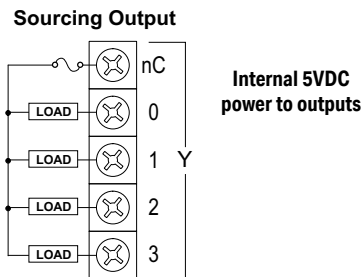 Sourcing Output
nC
LOAD 0
LOAD 1 Y
LOAD 2
LOAD 3
Internal 5VDC
power to outputs